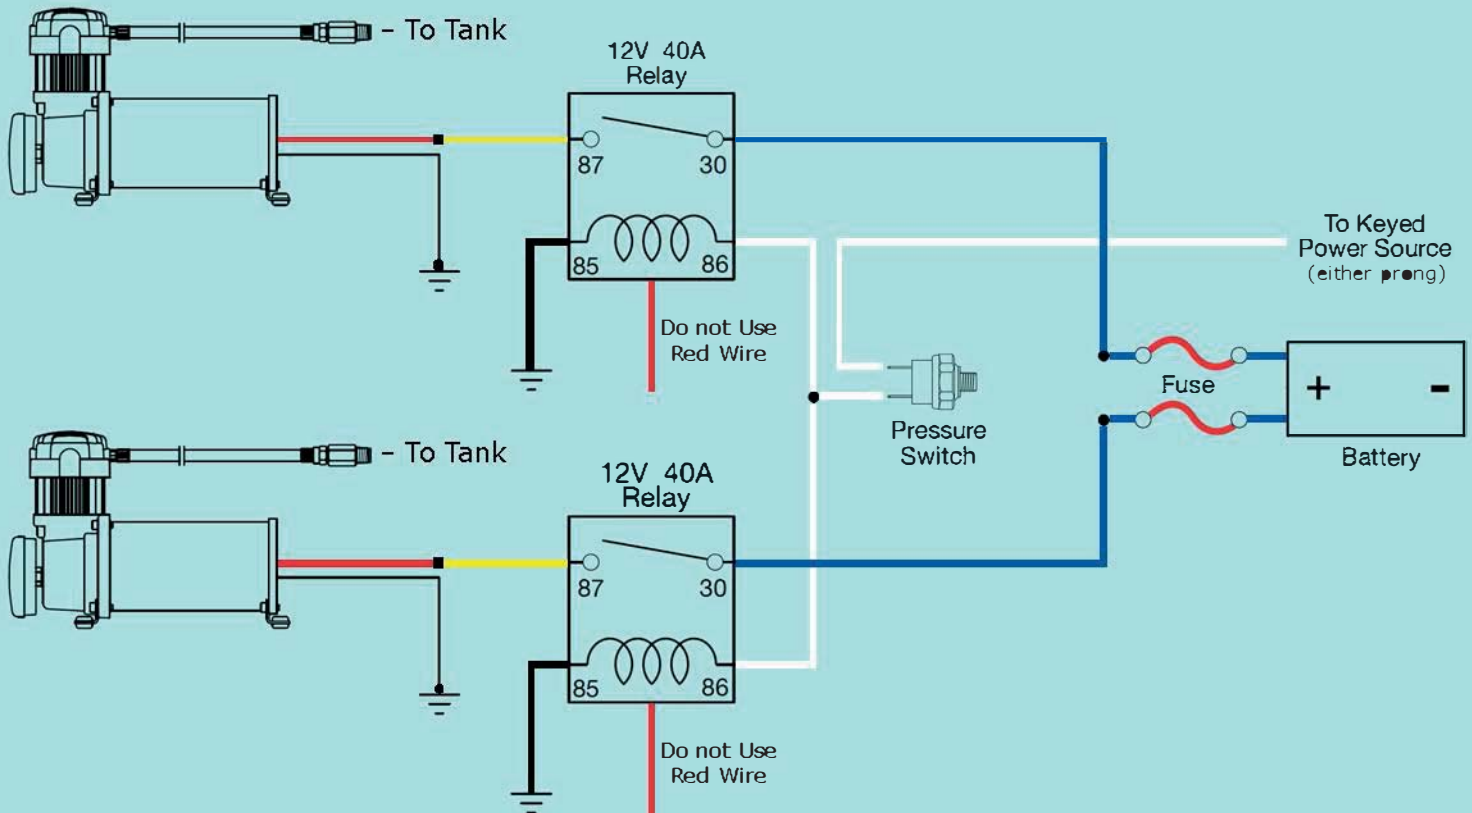 - To Tank
12V 40A
Relay
87
30
85
86
Do not Use
Red Wire
To Keyed
Power Source
(either prong)
Fuse
+
-
Battery
Pressure
Switch
- To Tank
12V 40A
Relay
87
30
85
86
Do not Use
Red Wire